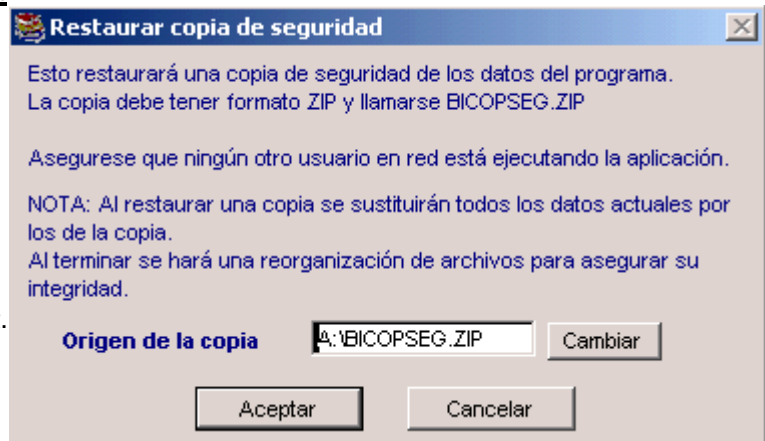 Restaurar copia de seguridad
Esto restaurará una copia de seguridad de los datos del programa.
La copia debe tener formato ZIP y llamarse BICOPSEG.ZIP
Asegurese que ningún otro usuario en red está ejecutando la aplicación.
NOTA: Al restaurar una copia se sustituirán todos los datos actuales por
los de la copia.
Al terminar se hará una reorganización de archivos para asegurar su
integridad.
Origen de la copia A:\BICOPSEG.ZIP Cambiar
Aceptar Cancelar